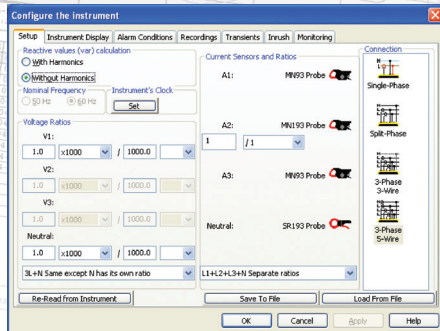 Configure the instrument
Setup Instrument Display Alarm Conditions Recordings Transients Inrush Monitoring
Reactive values (var) calculation
With Harmonics
Without Harmonics
Nominal Frequency
50 Hz 60 Hz
Instrument's Clock
Set
Voltage Ratios
V1:
1.0 x1000 / 1000.0
V2:
1.0 x1000 / 1000.0
V3:
1.0 x1000 / 1000.0
Neutral:
1.0 x1000 / 1000.0
3L+N Same except N has its own ratio
Current Sensors and Ratios
A1: MN93 Probe
A2: MN193 Probe
1 / 1
A3: MN93 Probe
Neutral: SR193 Probe
L1+L2+L3+N Separate ratios
Connection
Single-Phase
Split-Phase
3-Phase
3-Wire
3-Phase
5-Wire
Re-Read from Instrument Save To File Load From File
OK Cancel Apply Help